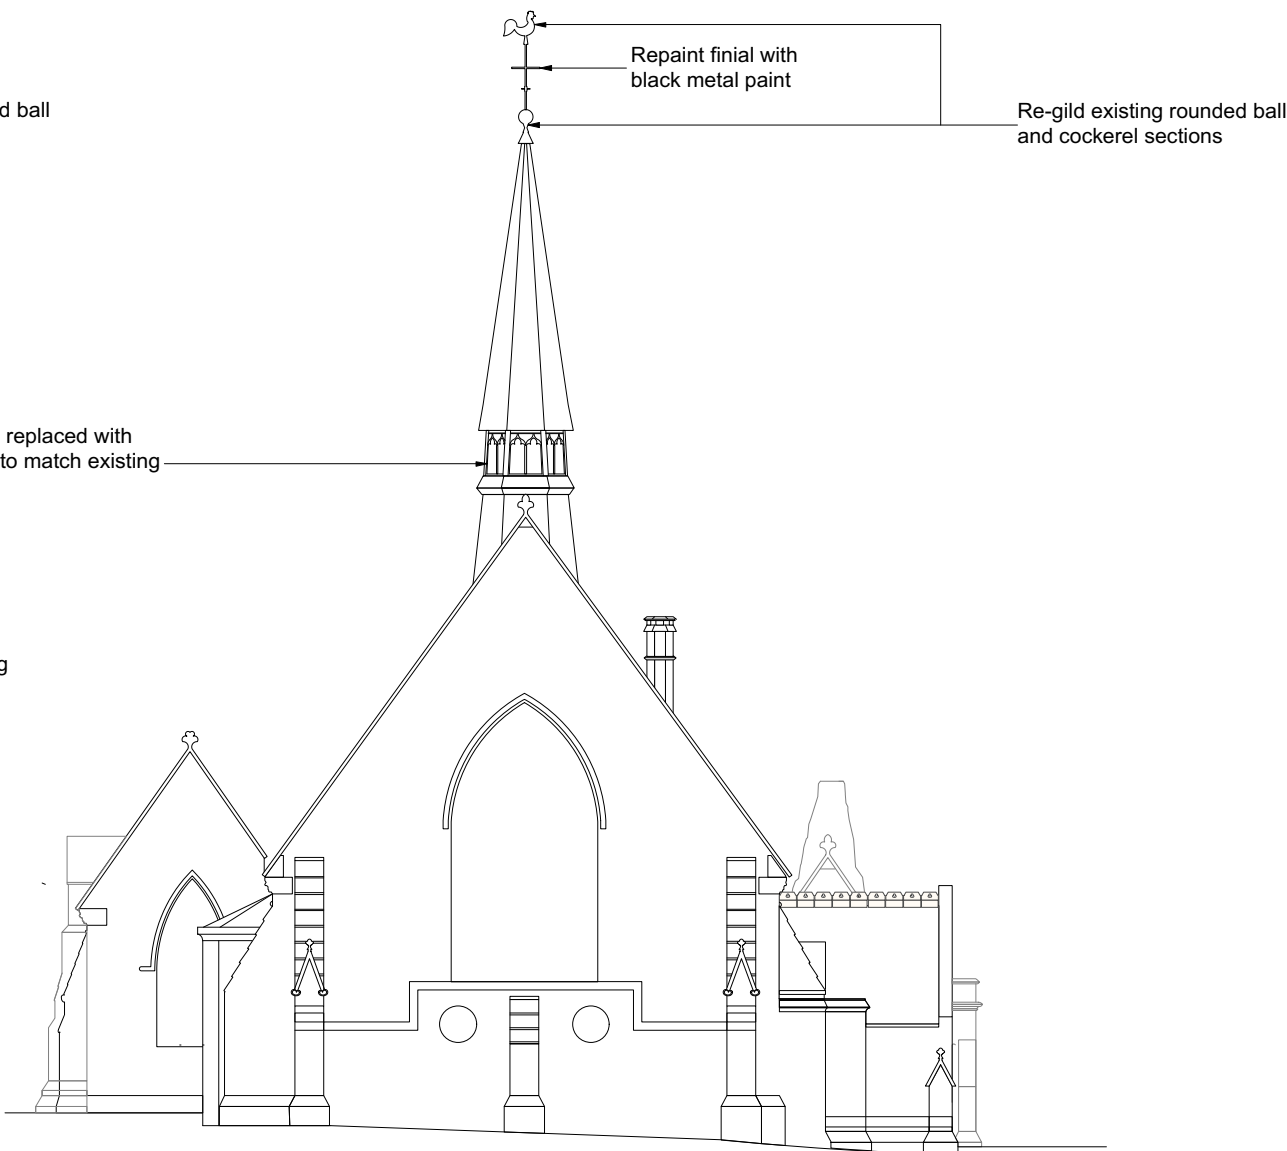 Repaint finial with
black metal paint
d ball
Re-gild existing rounded ball
and cockerel sections
replaced with
to match existing
g